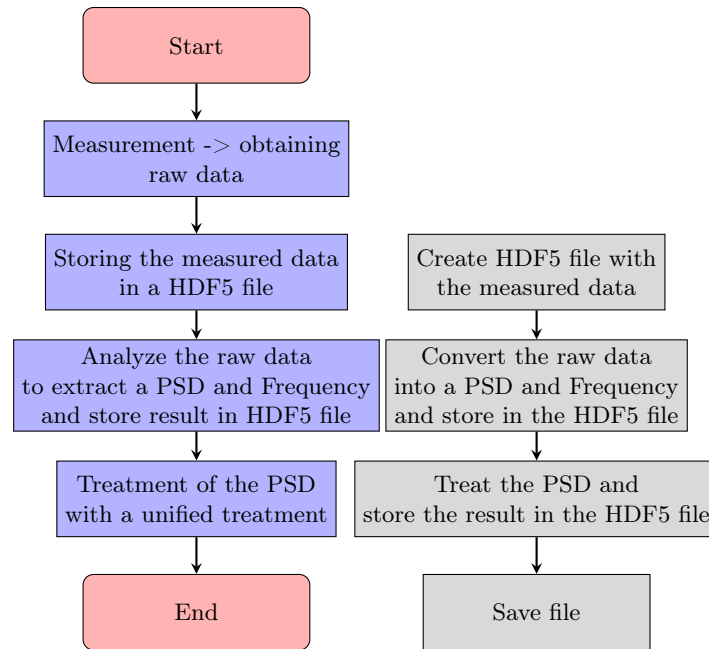 Start
Measurement -> obtaining
raw data
Storing the measured data
in a HDF5 file
Analyze the raw data
to extract a PSD and Frequency
and store result in HDF5 file
Treatment of the PSD
with a unified treatment
End
Create HDF5 file with
the measured data
Convert the raw data
into a PSD and Frequency
and store in the HDF5 file
Treat the PSD and
store the result in the HDF5 file
Save file